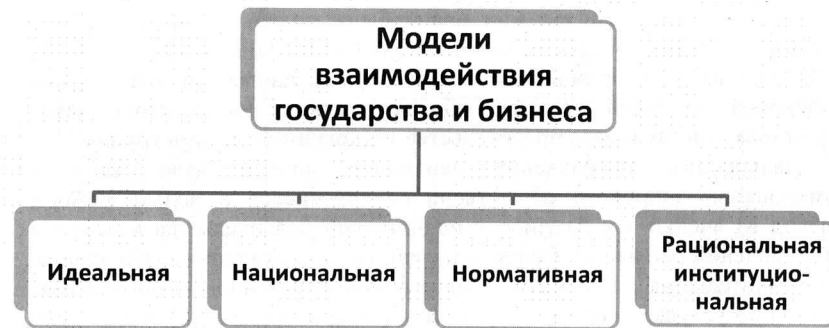 Модели
взаимодействия
государства и бизнеса
Идеальная
Национальная
Нормативная
Рациональная
институцио-
нальная